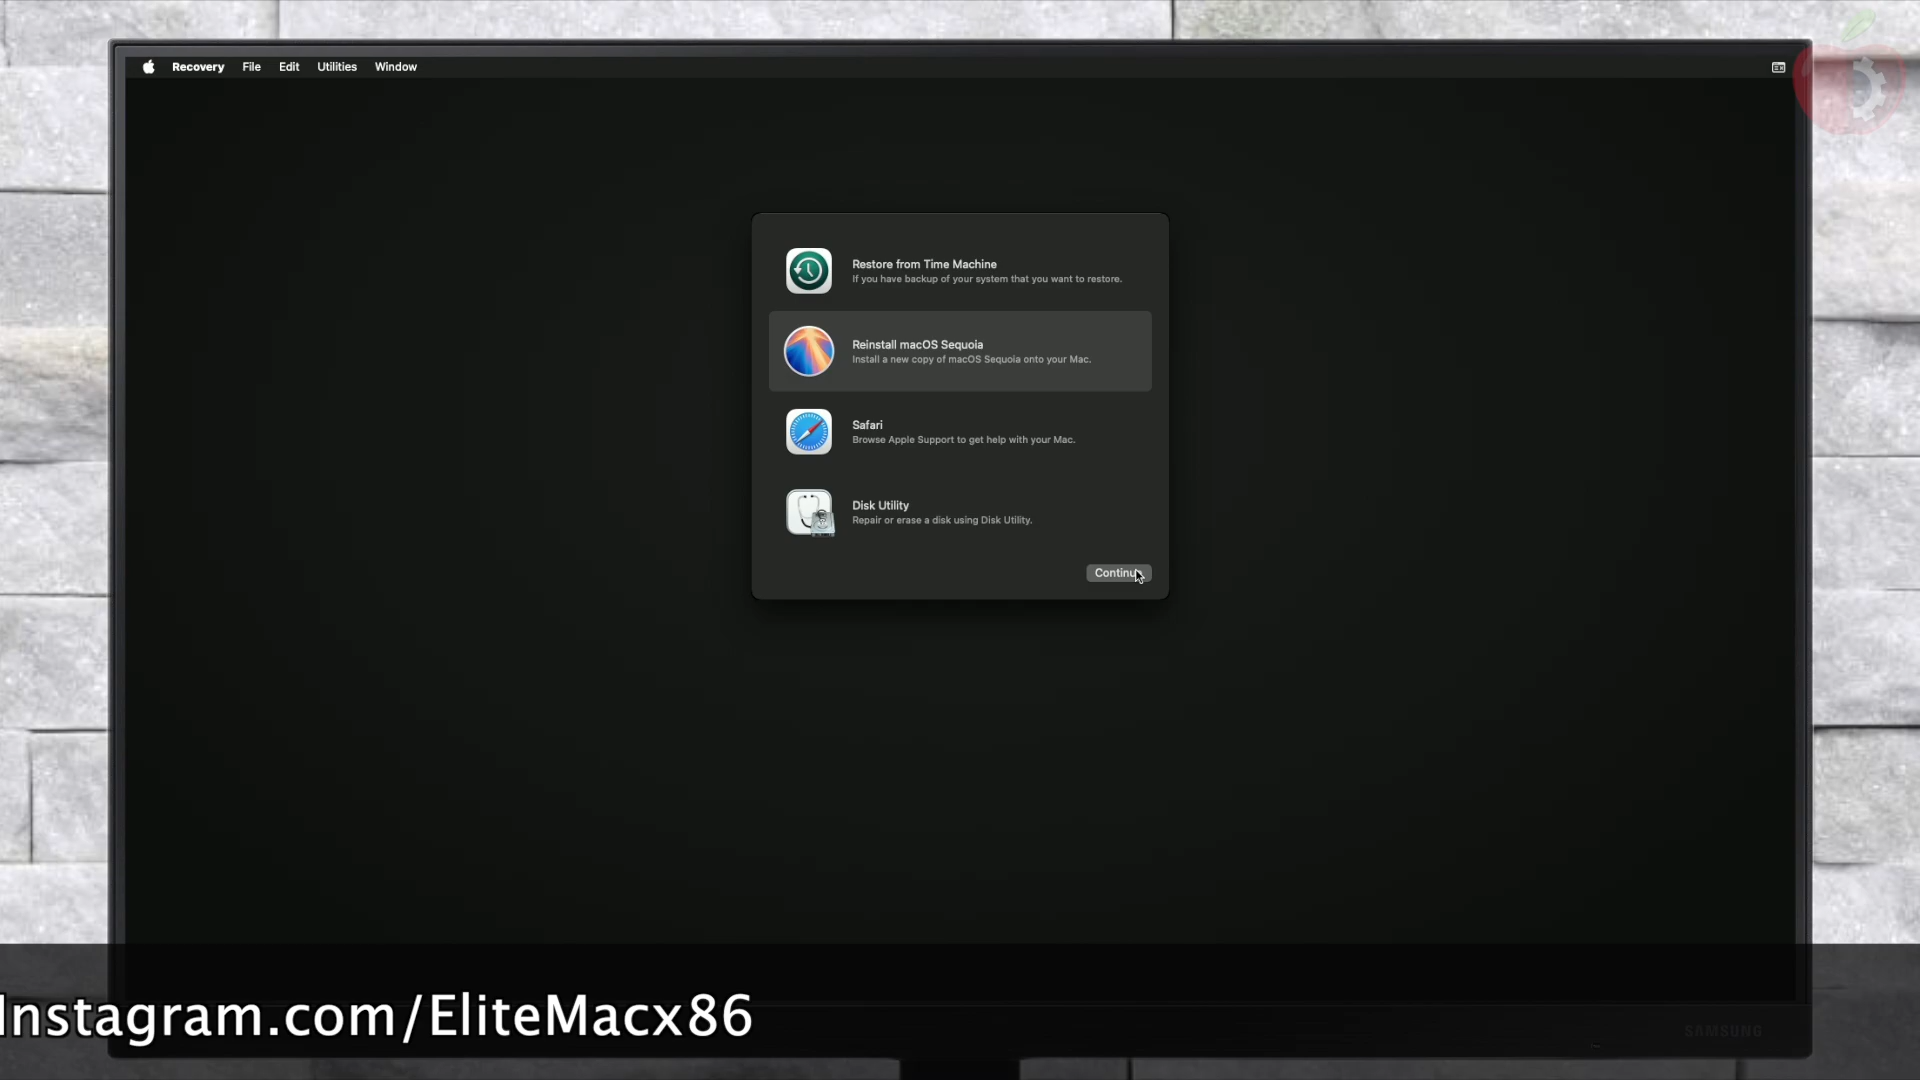 Recovery File Edit Utilities Window
Restore from Time Machine
If you have backup of your system that you want to restore.
Reinstall macOS Sequoia
Install a new copy of macOS Sequoia onto your Mac.
Safari
Browse Apple Support to get help with your Mac.
Disk Utility
Repair or erase a disk using Disk Utility.
Continue
Instagram.com/EliteMacx86
SAMSUNG